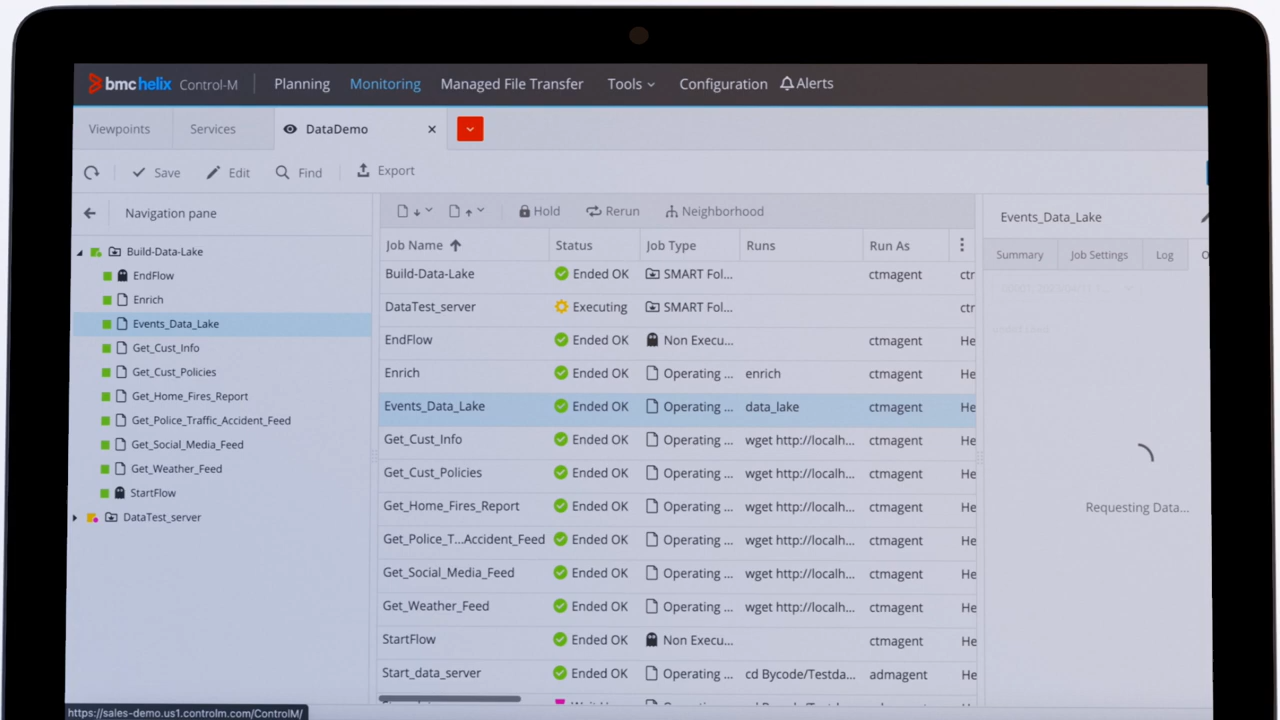 bmc helix Control-M Planning Monitoring Managed File Transfer Tools Configuration Alerts
Viewpoints Services DataDemo
Save Edit Find Export
Navigation pane
Build-Data-Lake
EndFlow
Enrich
Events_Data_Lake
Get_Cust_Info
Get_Cust_Policies
Get_Home_Fires_Report
Get_Police_Traffic_Accident_Feed
Get_Social_Media_Feed
Get_Weather_Feed
StartFlow
DataTest_server
Hold Rerun Neighborhood
Job Name Status Job Type Runs Run As
Build-Data-Lake Ended OK SMART Fol... ctmagent ctr
DataTest_server Executing SMART Fol... ctr
EndFlow Ended OK Non Execu... ctmagent He
Enrich Ended OK Operating ... enrich ctmagent He
Events_Data_Lake Ended OK Operating ... data_lake ctmagent He
Get_Cust_Info Ended OK Operating ... wget http://localh... ctmagent He
Get_Cust_Policies Ended OK Operating ... wget http://localh... ctmagent He
Get_Home_Fires_Report Ended OK Operating ... wget http://localh... ctmagent He
Get_Police_T...Accident_Feed Ended OK Operating ... wget http://localh... ctmagent He
Get_Social_Media_Feed Ended OK Operating ... wget http://localh... ctmagent He
Get_Weather_Feed Ended OK Operating ... wget http://localh... ctmagent He
StartFlow Ended OK Non Execu... ctmagent He
Start_data_server Ended OK Operating ... cd Bycode/Testda... admagent He
Events_Data_Lake
Summary Job Settings Log
Requesting Data...
https://sales-demo.us1.controlm.com/ControlM/